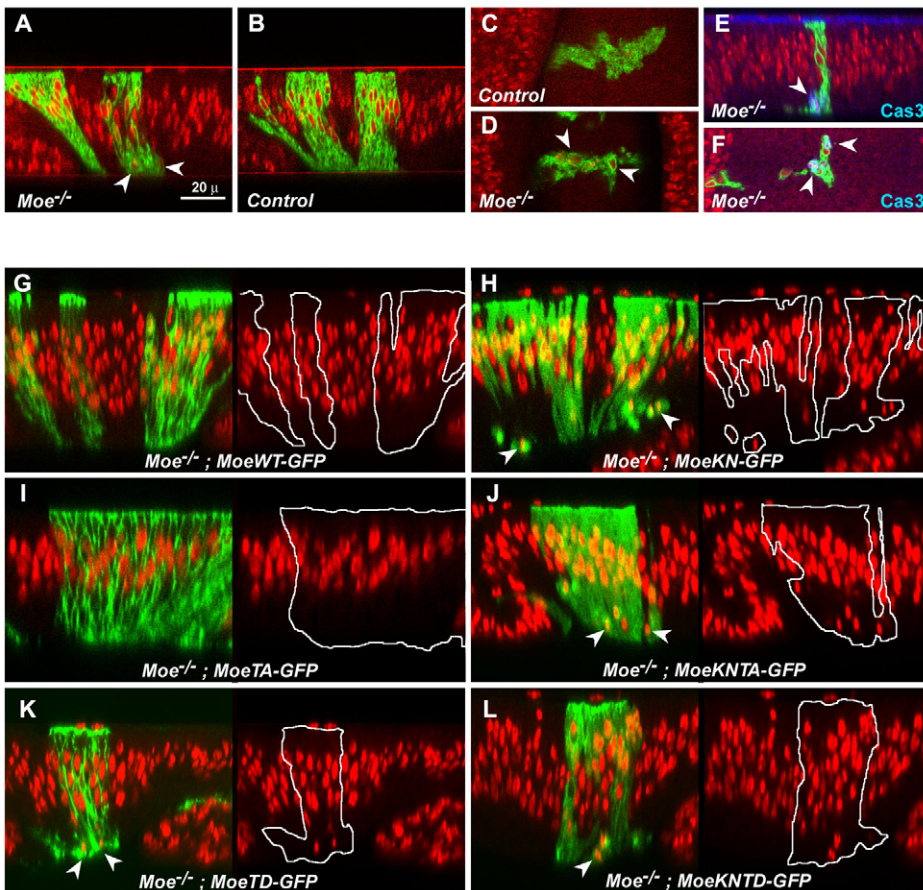 A
B
C
D
E
F
Moe-/-
20 µ
Control
Control
Moe-/-
Moe-/-
Cas3
Moe-/-
Cas3
G
Moe-/- ; MoeWT-GFP
H
Moe-/- ; MoeKN-GFP
I
Moe-/- ; MoeTA-GFP
J
Moe-/- ; MoeKNTA-GFP
K
Moe-/- ; MoeTD-GFP
L
Moe-/- ; MoeKNTD-GFP